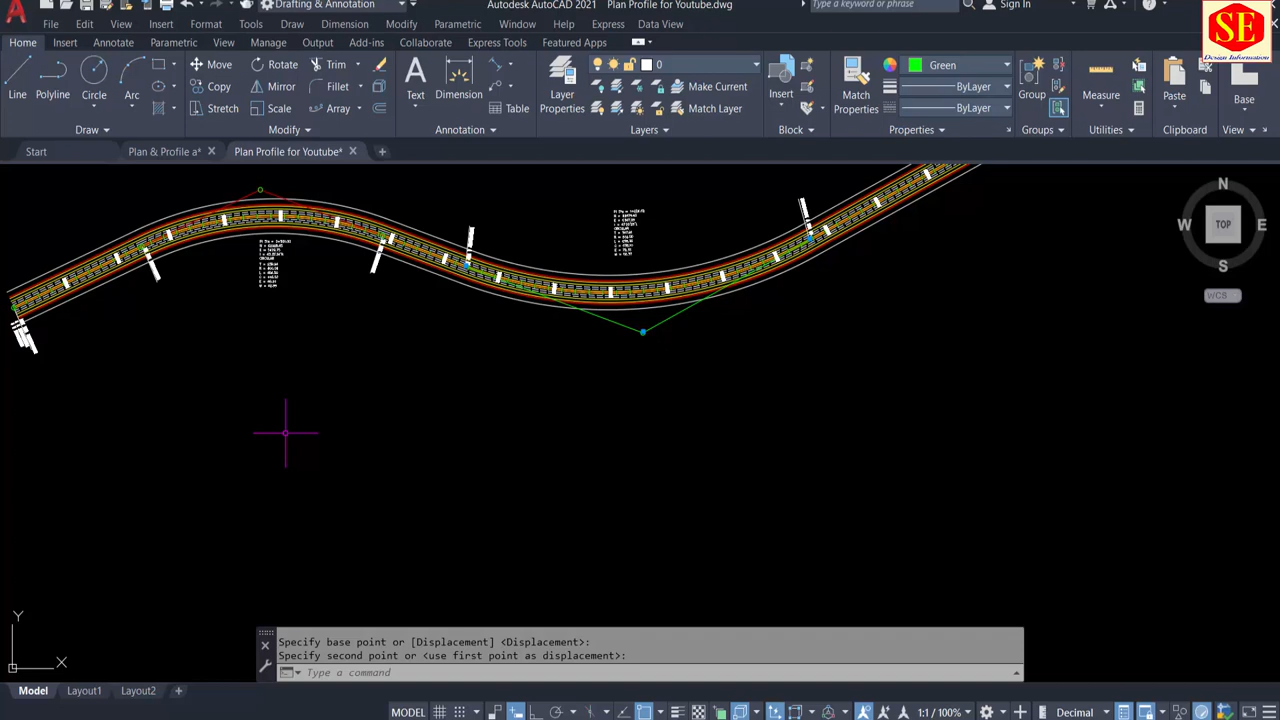 Drafting & Annotation
Autodesk AutoCAD 2021 Plan Profile for Youtube.dwg
Type a keyword or phrase
Sign In
SE
Design Information
File Edit View Insert Format Tools Draw Dimension Modify Parametric Window Help Express Data View
Home Insert Annotate Parametric View Manage Output Add-ins Collaborate Express Tools Featured Apps
Line Polyline Circle Arc
Move Rotate Trim
Copy Mirror Fillet
Stretch Scale Array
Text Dimension Table
Layer Properties
0
Make Current
Match Layer
Insert
Match Properties
Green
ByLayer
ByLayer
Group
Measure
Paste
Base
Draw Modify Annotation Layers Block Properties Groups Utilities Clipboard View
Start Plan & Profile a* Plan Profile for Youtube*
N
W TOP E
S
WCS
Y
X
Specify base point or [Displacement] <Displacement>:
Specify second point or <use first point as displacement>:
Type a command
Model Layout1 Layout2
MODEL 1:1 / 100% Decimal